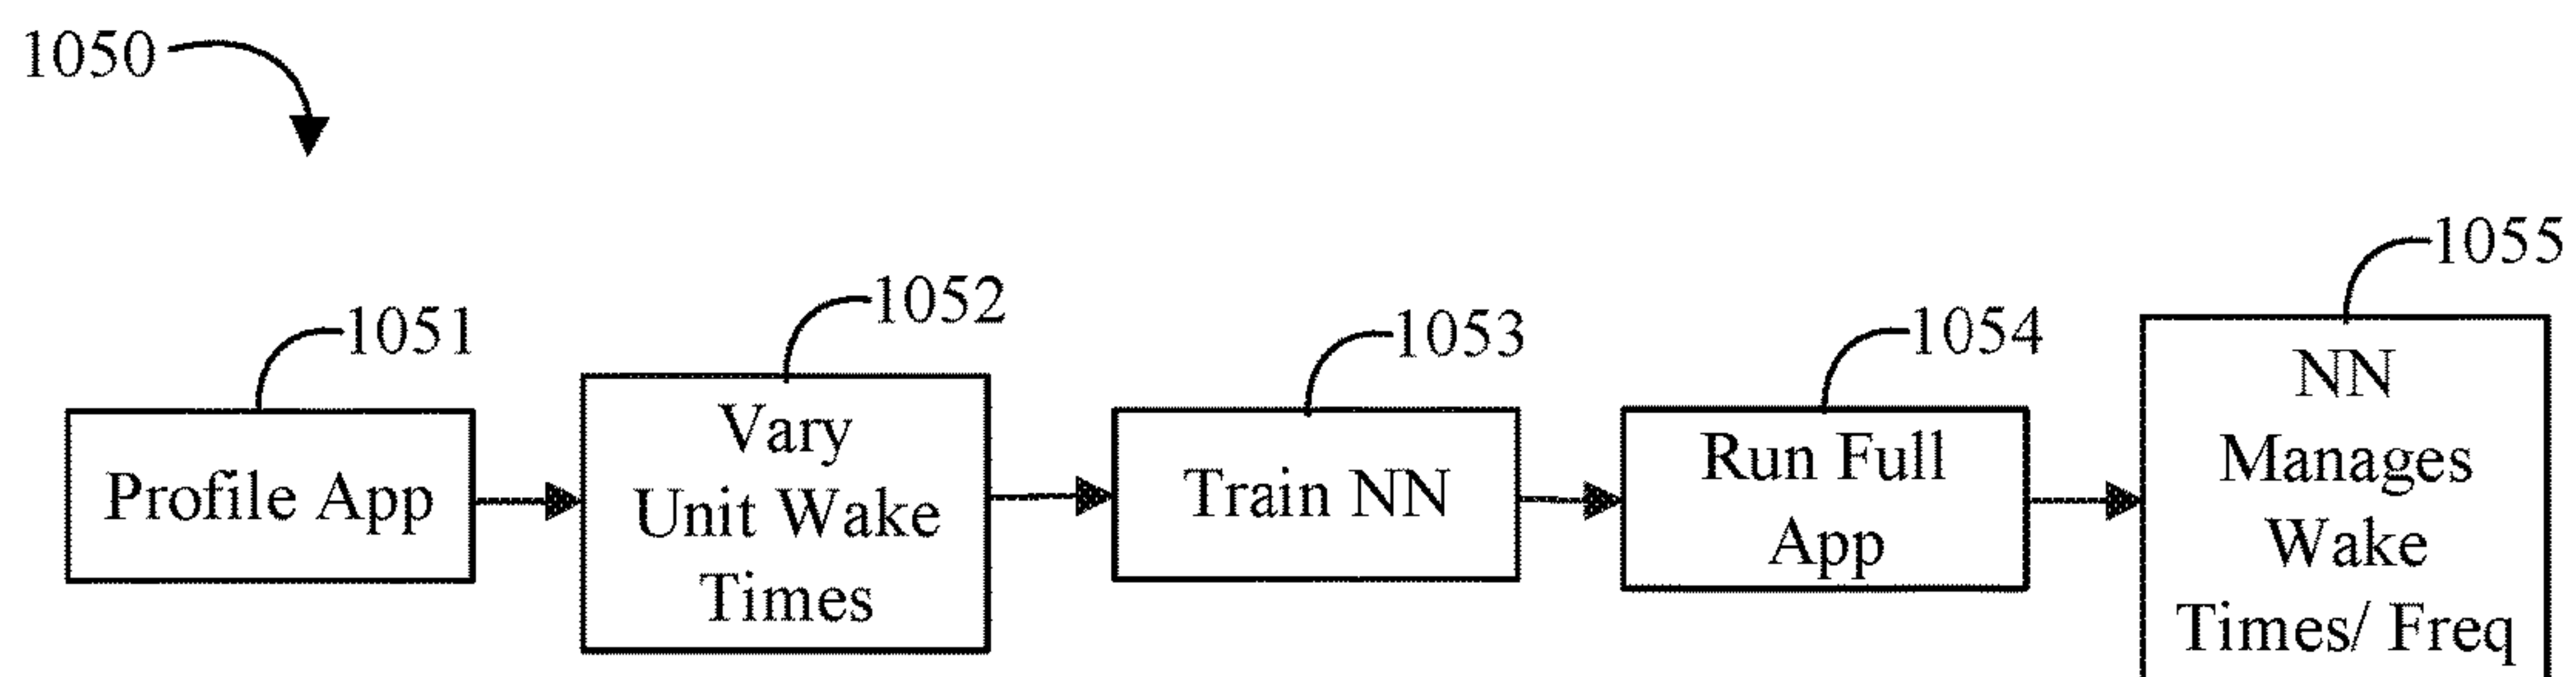 1050
1051
Profile App
1052
Vary
Unit Wake
Times
1053
Train NN
1054
Run Full
App
1055
NN
Manages
Wake
Times/ Freq